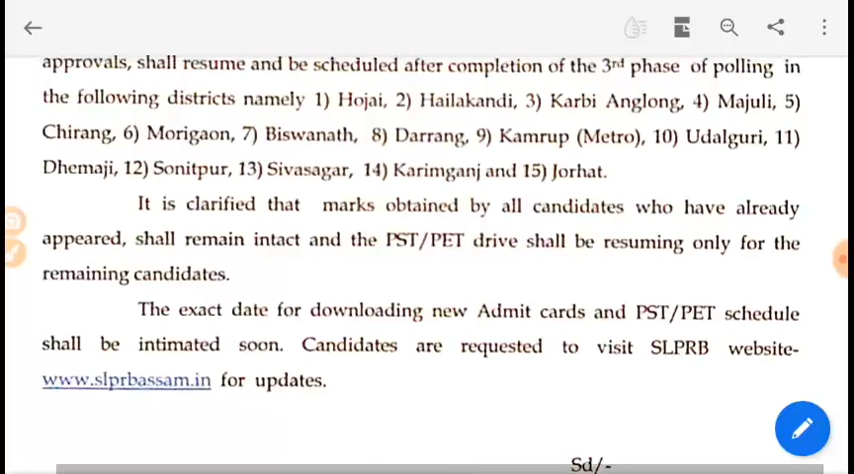 approvals, shall resume and be scheduled after completion of the 3rd phase of polling in
the following districts namely 1) Hojai, 2) Hailakandi, 3) Karbi Anglong, 4) Majuli, 5)
Chirang, 6) Morigaon, 7) Biswanath, 8) Darrang, 9) Kamrup (Metro), 10) Udalguri, 11)
Dhemaji, 12) Sonitpur, 13) Sivasagar, 14) Karimganj and 15) Jorhat.
It is clarified that marks obtained by all candidates who have already
appeared, shall remain intact and the PST/PET drive shall be resuming only for the
remaining candidates.
The exact date for downloading new Admit cards and PST/PET schedule
shall be intimated soon. Candidates are requested to visit SLPRB website-
www.slprbassam.in for updates.
Sd/-